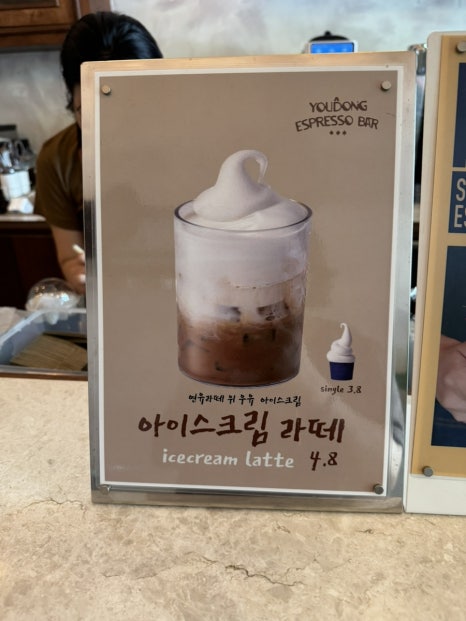 YOUDONG
ESPRESSO BAR
single 3.8
연유라떼 위 우유 아이스크림
아이스크림 라떼
icecream latte 4.8
S
ES